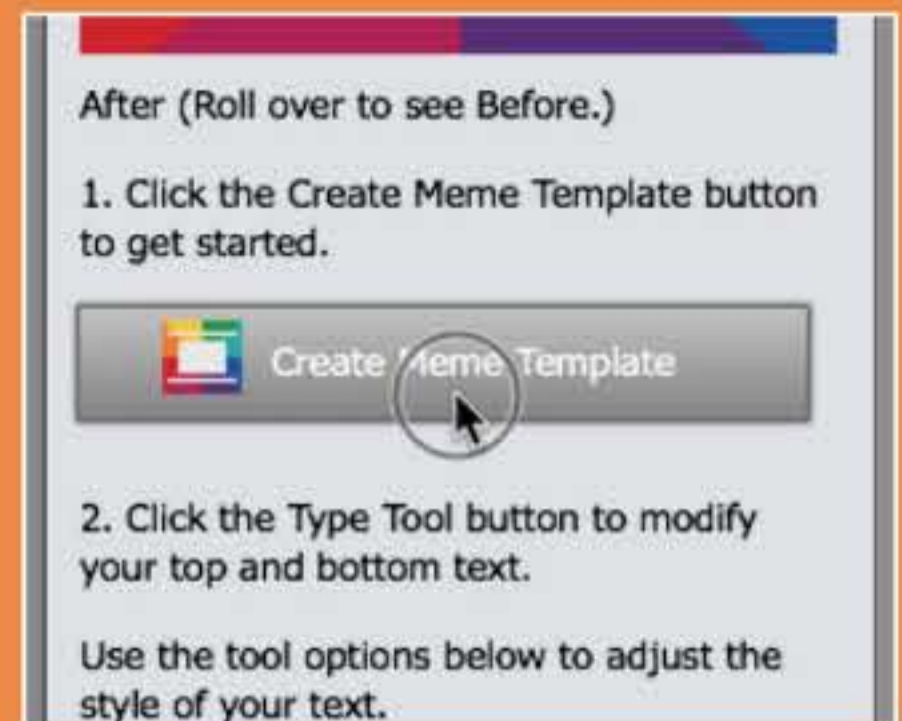 After (Roll over to see Before.)
1. Click the Create Meme Template button
to get started.
Create Meme Template
2. Click the Type Tool button to modify
your top and bottom text.
Use the tool options below to adjust the
style of your text.